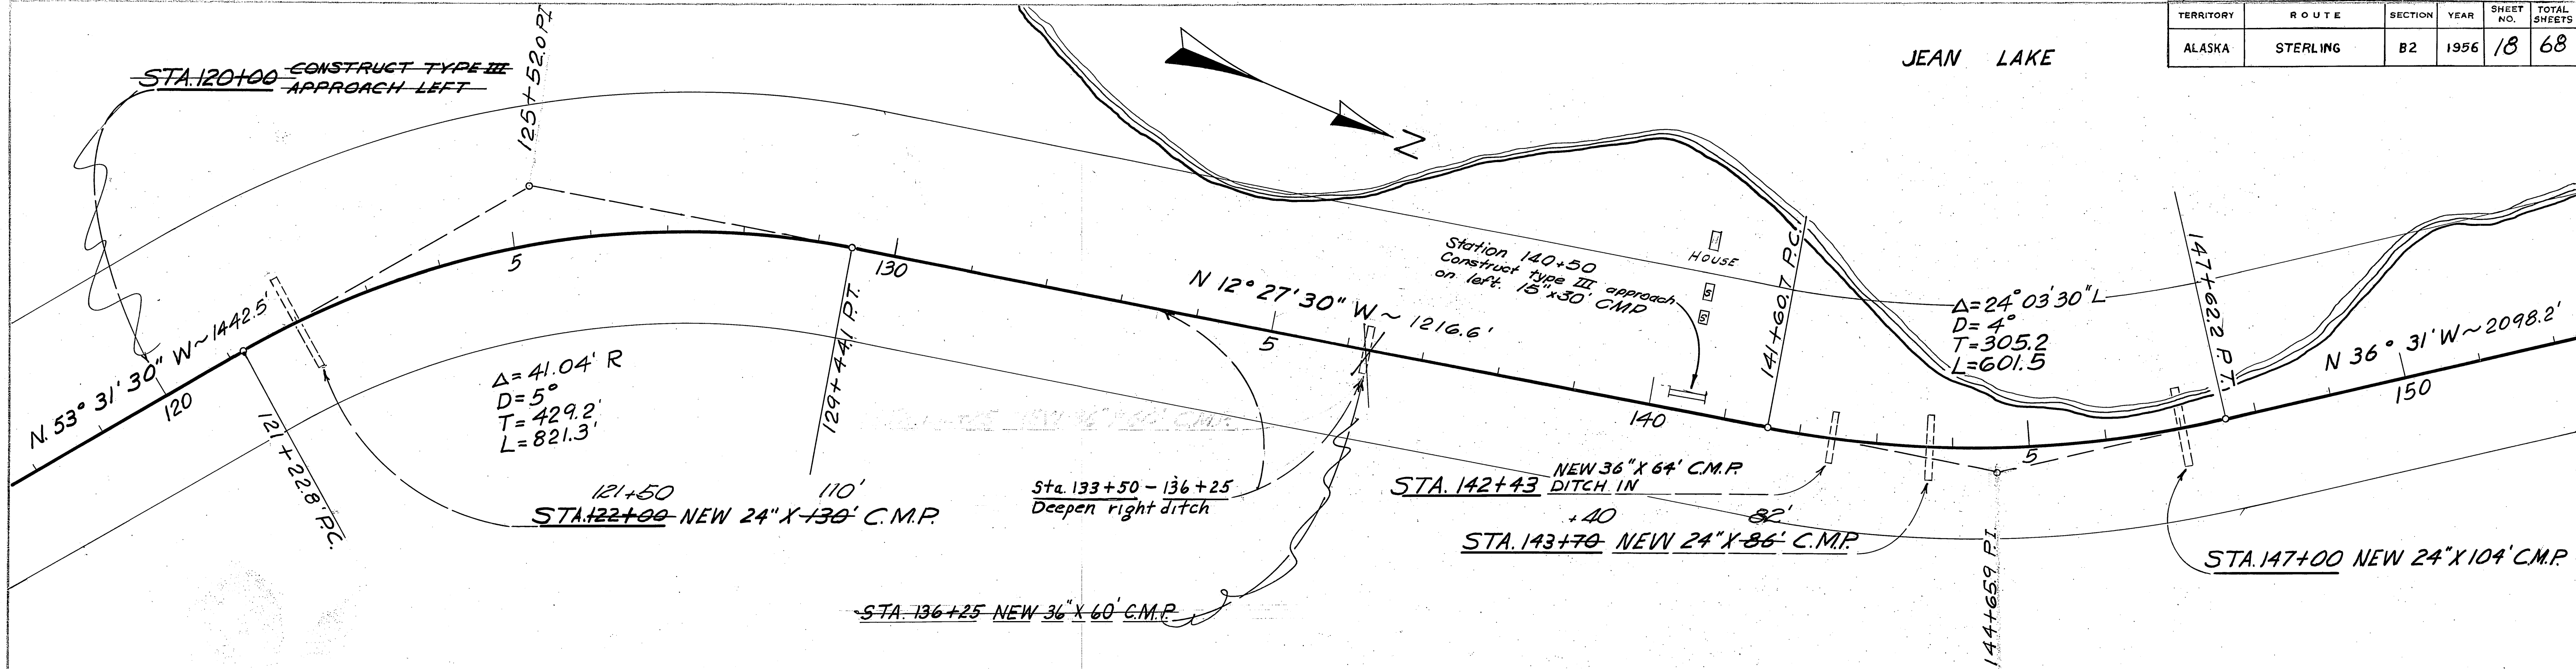 TERRITORY ROUTE SECTION YEAR SHEET NO. TOTAL SHEETS
ALASKA STERLING B2 1956 18 68
JEAN LAKE
STA.120+00 CONSTRUCT TYPE III
APPROACH LEFT
125+52.0 P.I.
N
HOUSE
S
S
Station 140+50
Construct type III approach
on left. 15"x30' CMP
N. 53° 31' 30" W ~ 1442.5'
120
121+22.8' P.C.
5
Δ= 41.04' R
D= 5°
T= 429.2'
L= 821.3'
129+44.1 P.T.
130
N 12° 27' 30" W ~ 1216.6'
5
140
141+60.7 P.C.
Δ=24° 03' 30" L
D= 4°
T=305.2
L=601.5
5
147+62.2 P.T.
N 36° 31' W ~ 2098.2'
150
121+50 110'
STA.122+00 NEW 24" X 130' C.M.P.
Sta. 133+50 - 136+25
Deepen right ditch
STA. 136+25 NEW 36" X 60' C.M.P.
NEW 36" X 64' C.M.P.
STA. 142+43 DITCH IN
+40 82'
STA. 143+70 NEW 24" X 86' C.M.P.
144+65.9 P.I.
STA. 147+00 NEW 24" X 104' C.M.P.